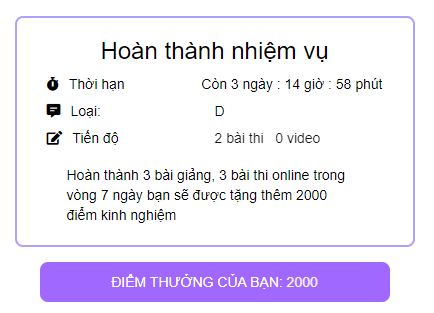 Hoàn thành nhiệm vụ
Thời hạn Còn 3 ngày : 14 giờ : 58 phút
Loại: D
Tiến độ 2 bài thi 0 video
Hoàn thành 3 bài giảng, 3 bài thi online trong
vòng 7 ngày bạn sẽ được tặng thêm 2000
điểm kinh nghiệm
ĐIỂM THƯỞNG CỦA BẠN: 2000